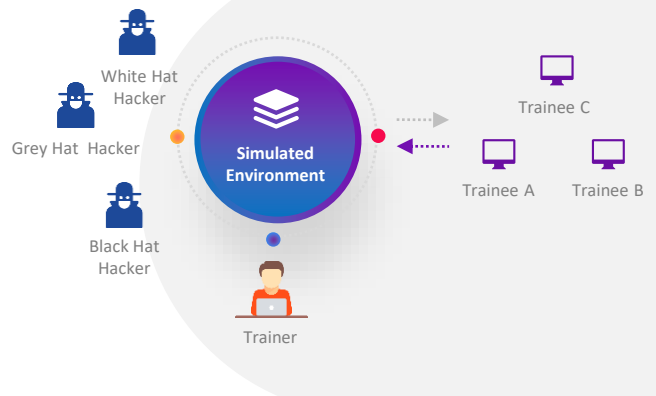 White Hat
Hacker
Grey Hat  Hacker
Black Hat
Hacker
Simulated
Environment
Trainer
Trainee C
Trainee A
Trainee B